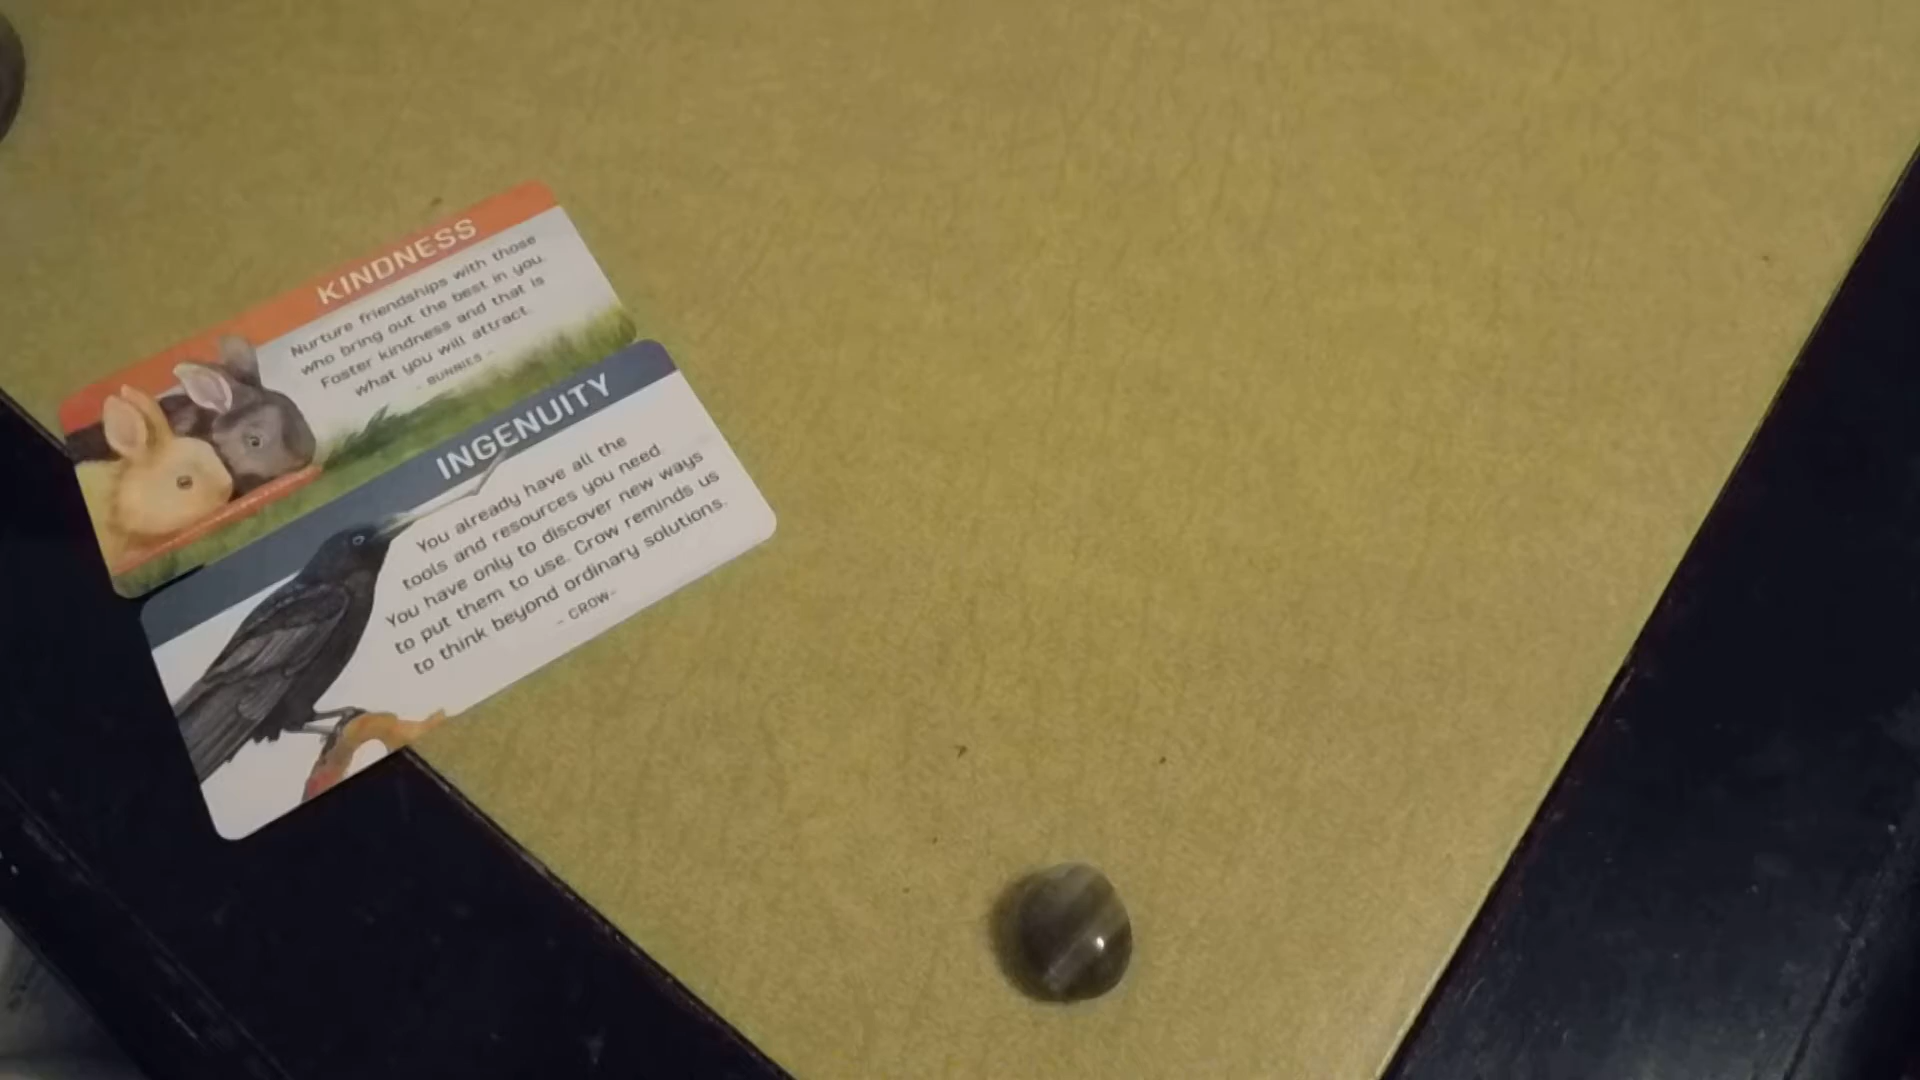 KINDNESS
Nurture friendships with those
who bring out the best in you.
Foster kindness and that is
what you will attract.
- BUNNIES -
INGENUITY
You already have all the
tools and resources you need.
You have only to discover new ways
to put them to use. Crow reminds us
to think beyond ordinary solutions.
- CROW-